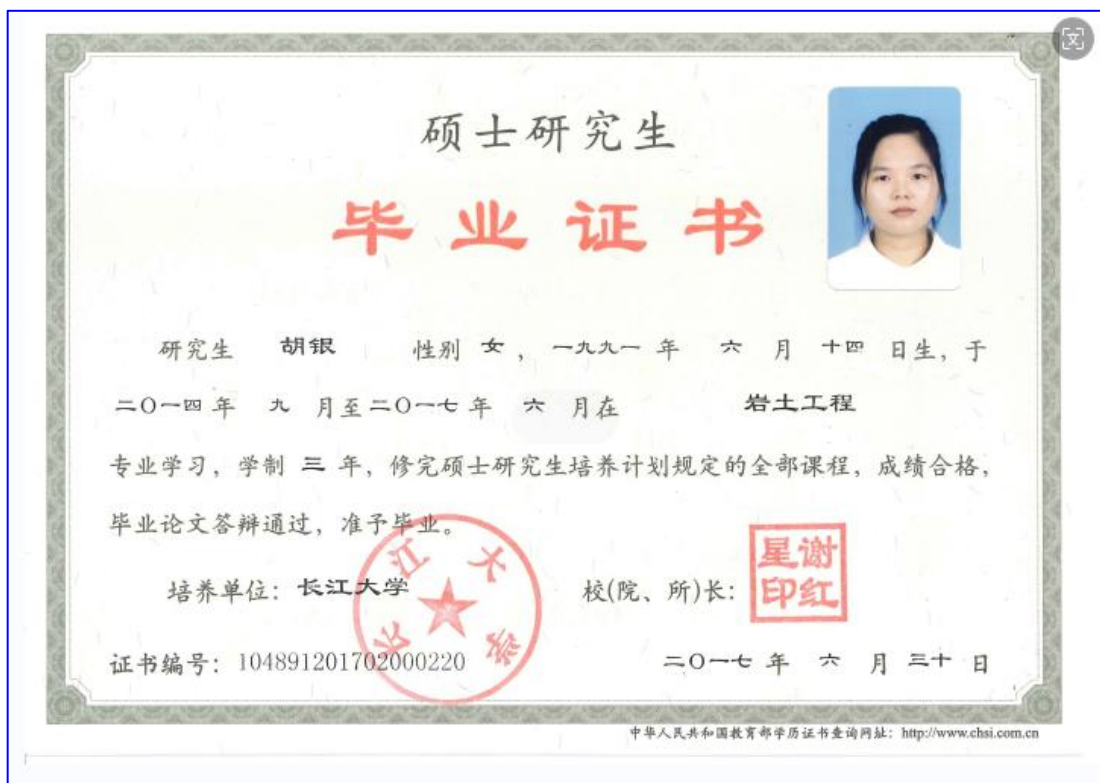 硕士研究生
毕业证书
研究生 胡银 性别 女 ，一九九一 年 六 月 十四 日生，于
二〇一四 年 九 月至 二〇一七 年 六 月在 岩土工程
专业学习，学制 三 年，修完硕士研究生培养计划规定的全部课程，成绩合格，
毕业论文答辩通过，准予毕业。
长江大学
培养单位：长江大学 校(院、所)长：
谢红星印
证书编号：104891201702000220 二〇一七 年 六 月 三十 日
中华人民共和国教育部学历证书查询网址：http://www.chsi.com.cn